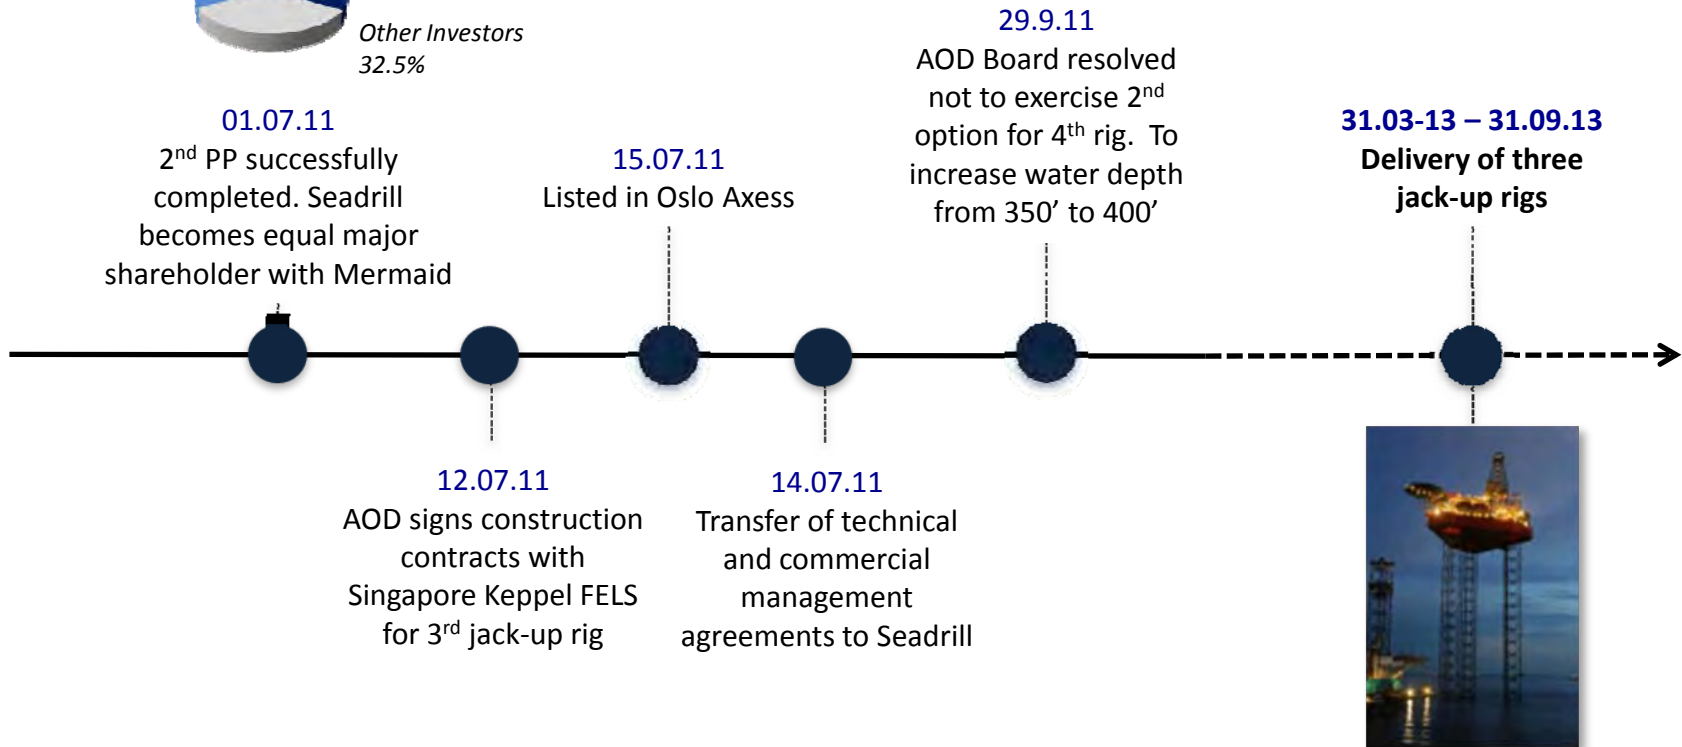 Other Investors
32.5%
01.07.11
2nd PP successfully
completed. Seadrill
becomes equal major
shareholder with Mermaid
12.07.11
AOD signs construction
contracts with
Singapore Keppel FELS
for 3rd jack-up rig
15.07.11
Listed in Oslo Axess
14.07.11
Transfer of technical
and commercial
management
agreements to Seadrill
29.9.11
AOD Board resolved
not to exercise 2nd
option for 4th rig.  To
increase water depth
from 350’ to 400’
31.03-13 – 31.09.13
Delivery of three
jack-up rigs